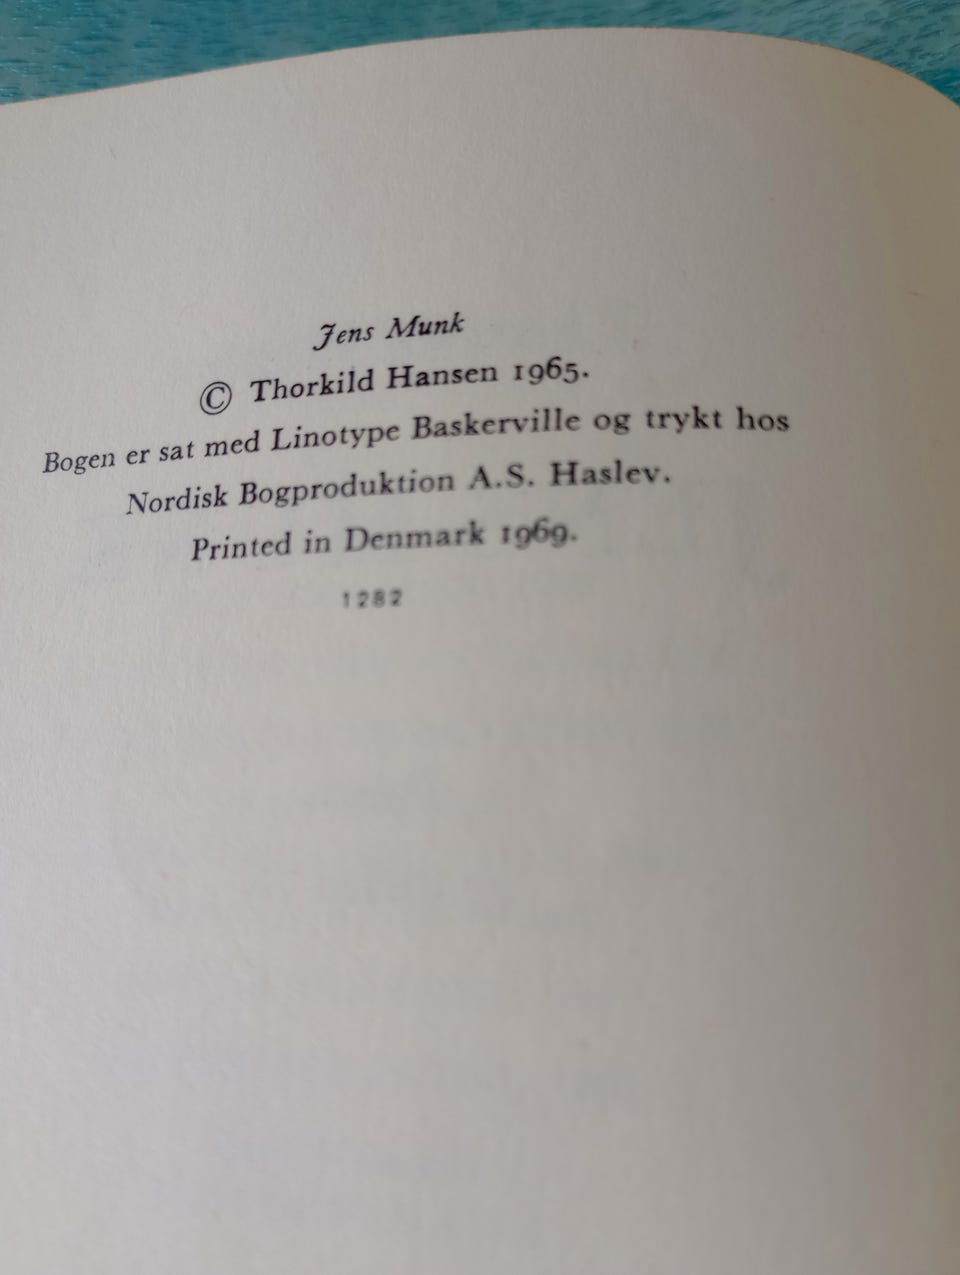 Jens Munk
© Thorkild Hansen 1965.
Bogen er sat med Linotype Baskerville og trykt hos
Nordisk Bogproduktion A.S. Haslev.
Printed in Denmark 1969.
1282